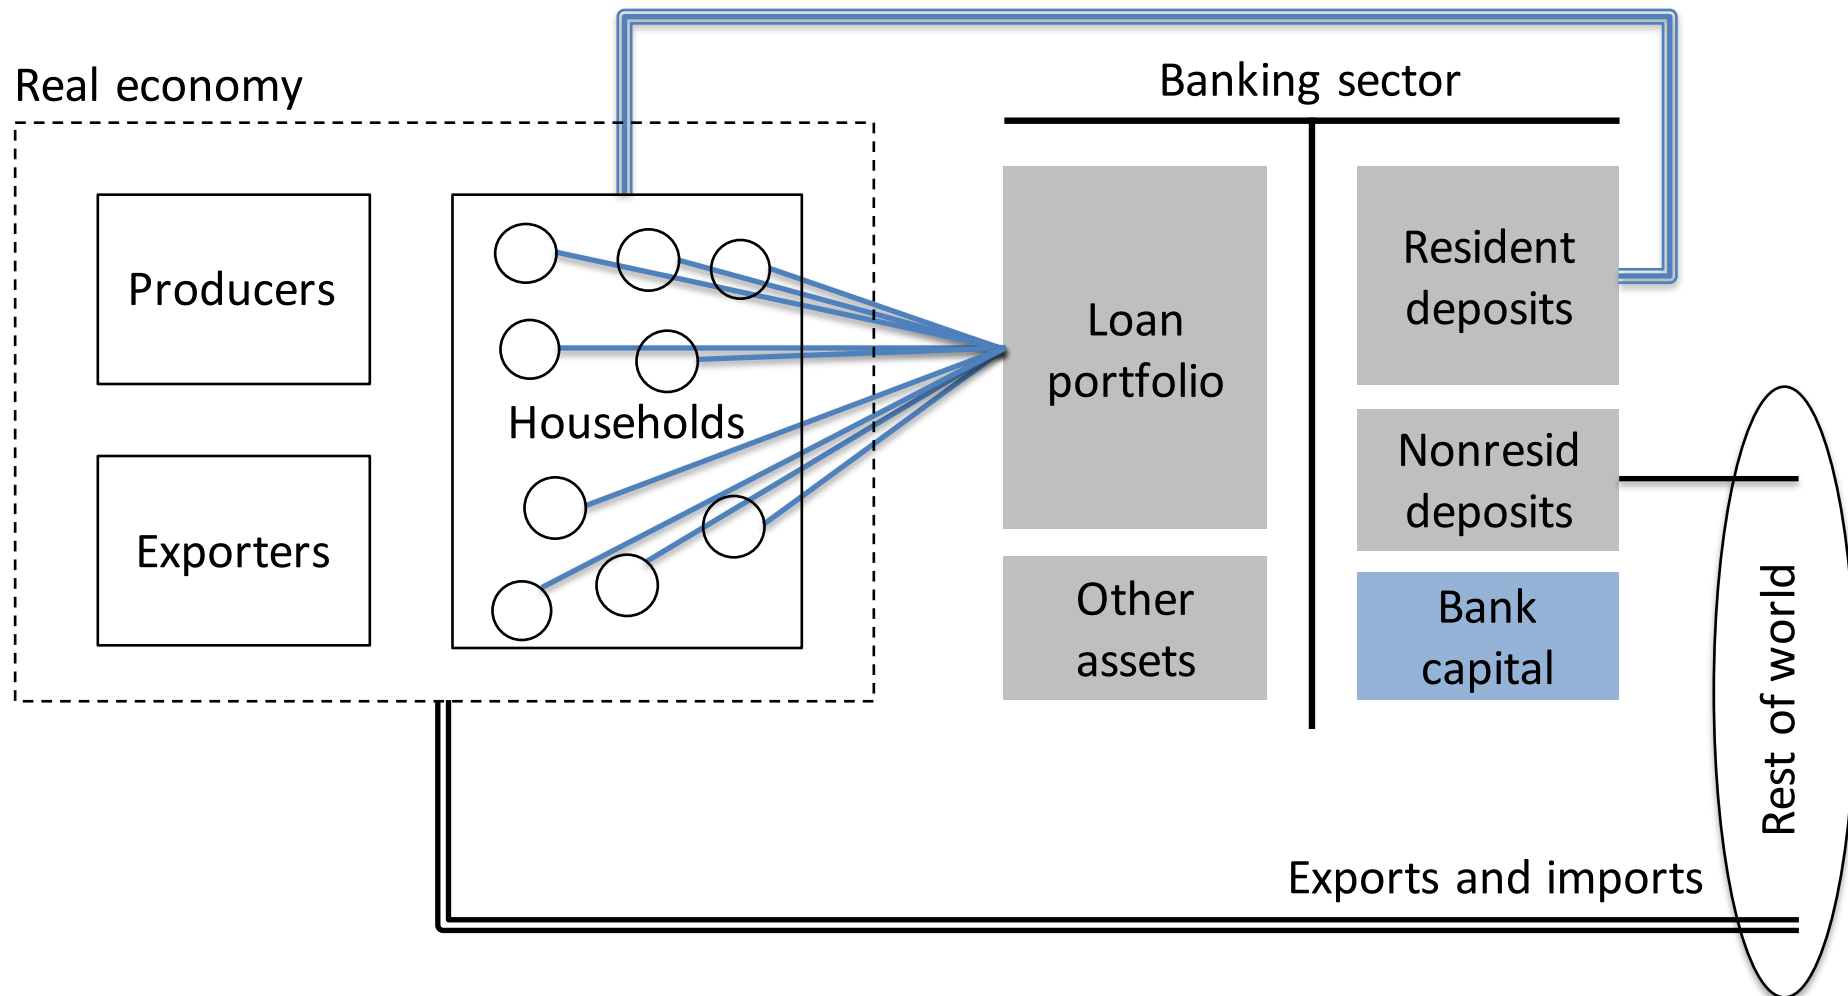 Real economy
Banking sector
Producers
Exporters
Households
Loan
portfolio
Other
assets
Resident
deposits
Nonresid
deposits
Bank
capital
Rest of world
Exports and imports